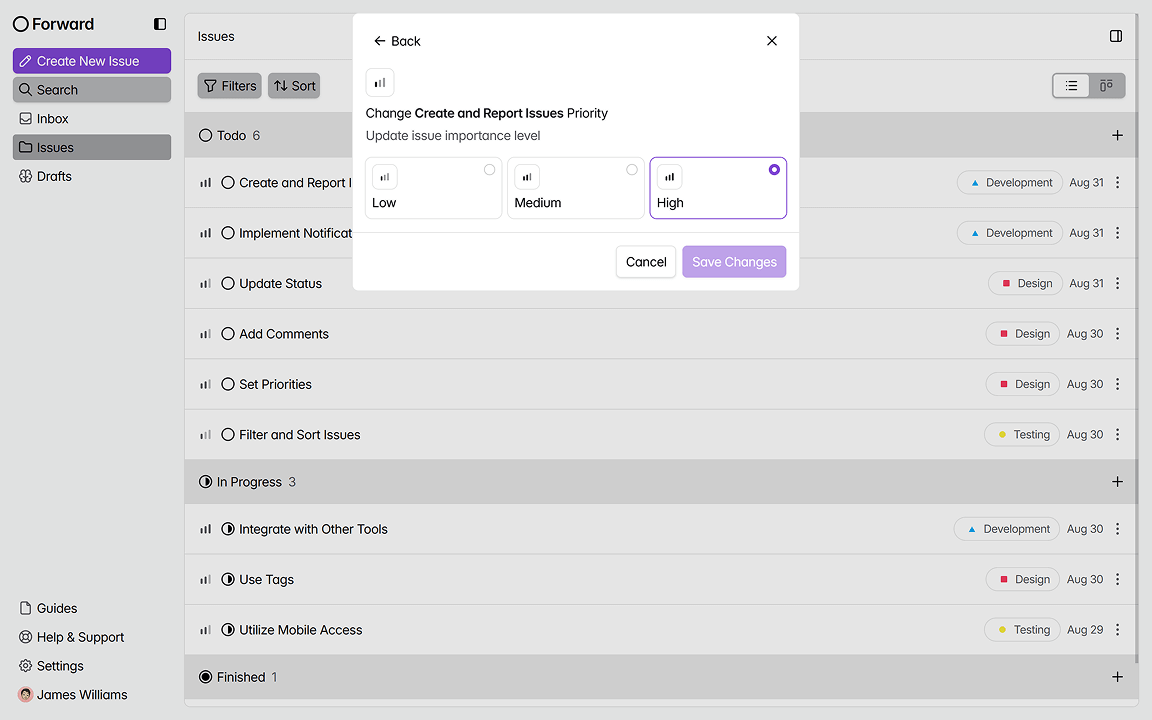 Forward
Create New Issue
Search
Inbox
Issues
Drafts
Guides
Help & Support
Settings
James Williams
Issues
Filters
Sort
Todo 6
Create and Report I
Development
Aug 31
Implement Notificat
Development
Aug 31
Update Status
Design
Aug 31
Add Comments
Design
Aug 30
Set Priorities
Design
Aug 30
Filter and Sort Issues
Testing
Aug 30
In Progress 3
Integrate with Other Tools
Development
Aug 30
Use Tags
Design
Aug 30
Utilize Mobile Access
Testing
Aug 29
Finished 1
Back
Change Create and Report Issues Priority
Update issue importance level
Low
Medium
High
Cancel
Save Changes